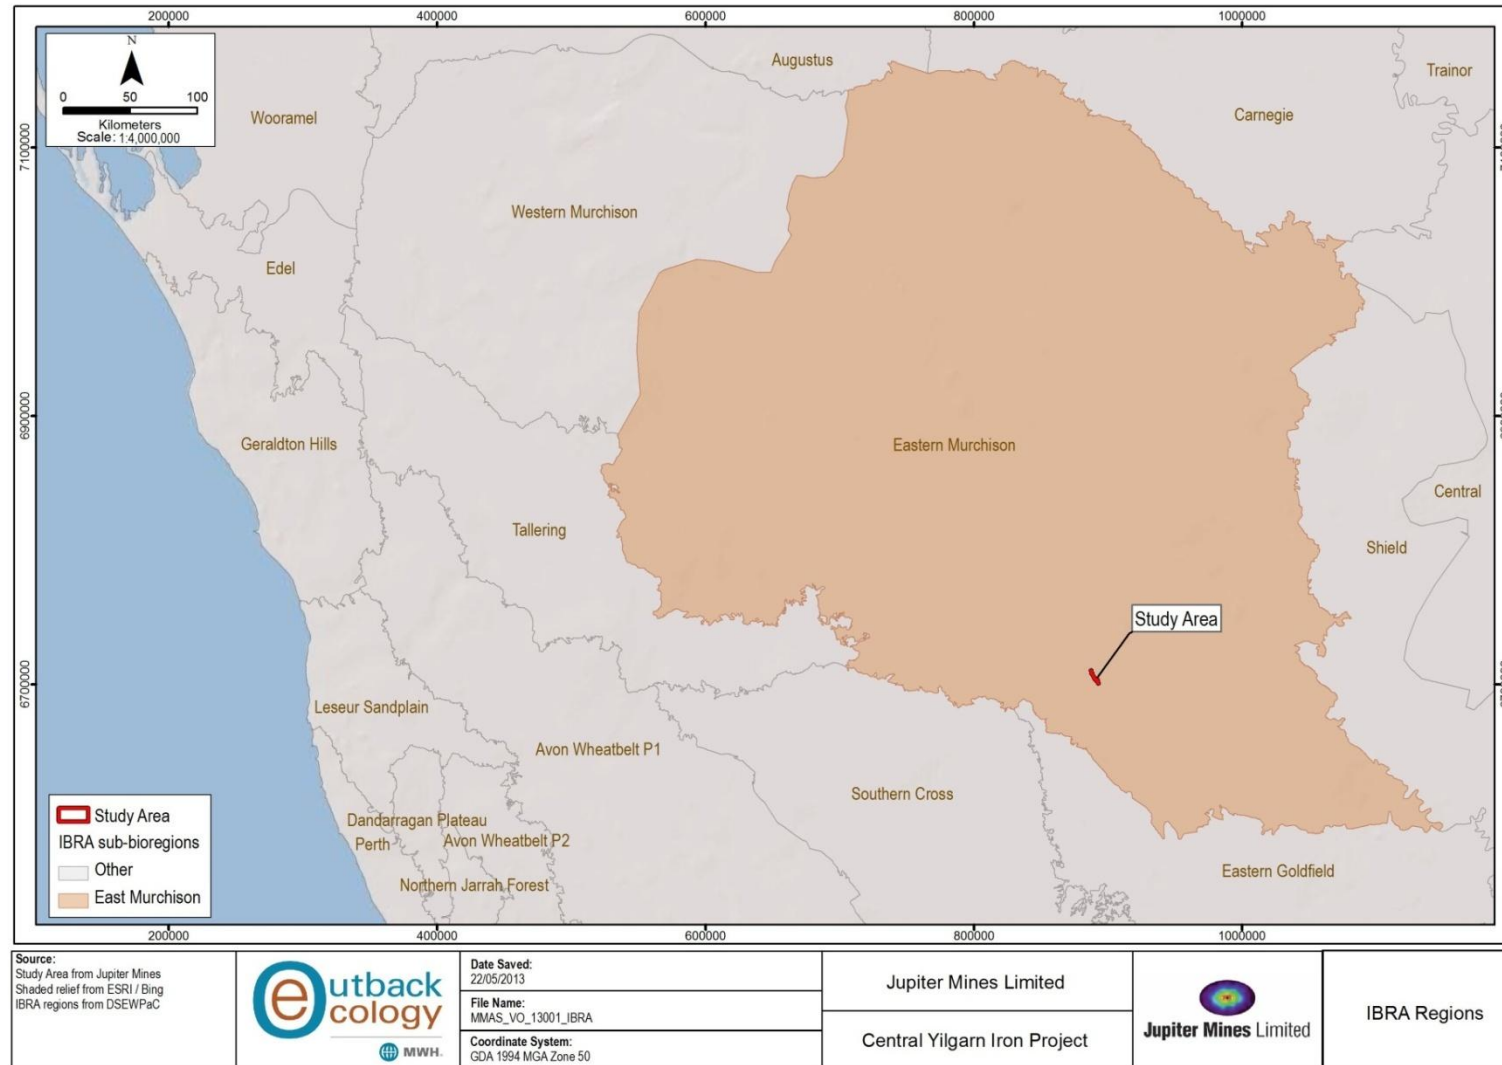 200000 400000 600000 800000 1000000
N
0 50 100
Kilometers
Scale: 1:4,000,000
Augustus
Trainor
Wooramel
Carnegie
7100000
Western Murchison
Edel
6900000
Geraldton Hills
Eastern Murchison
Central
Tallering
Shield
Study Area
6700000
Leseur Sandplain
Avon Wheatbelt P1
Southern Cross
Dandarragan Plateau
Perth
Avon Wheatbelt P2
Northern Jarrah Forest
Eastern Goldfield
Study Area
IBRA sub-bioregions
Other
East Murchison
200000 400000 600000 800000 1000000
Source:
Study Area from Jupiter Mines
Shaded relief from ESRI / Bing
IBRA regions from DSEWPaC
Outback
ecology
MWH.
Date Saved:
22/05/2013
File Name:
MMAS_VO_13001_IBRA
Coordinate System:
GDA 1994 MGA Zone 50
Jupiter Mines Limited
Central Yilgarn Iron Project
Jupiter Mines Limited
IBRA Regions